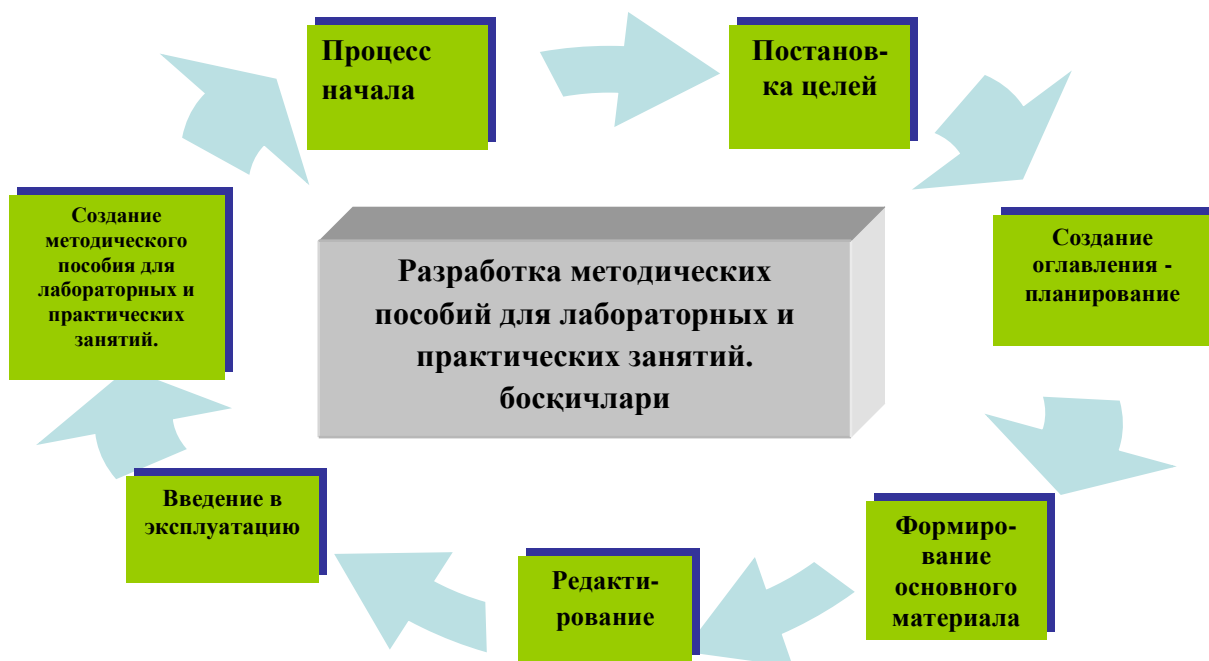 Процесс
начала
Постанов-
ка целей
Создание
оглавления -
планирование
Формиро-
вание
основного
материала
Редакти-
рование
Введение в
эксплуатацию
Создание
методического
пособия для
лабораторных и
практических
занятий.
Разработка методических
пособий для лабораторных и
практических занятий.
босқичлари